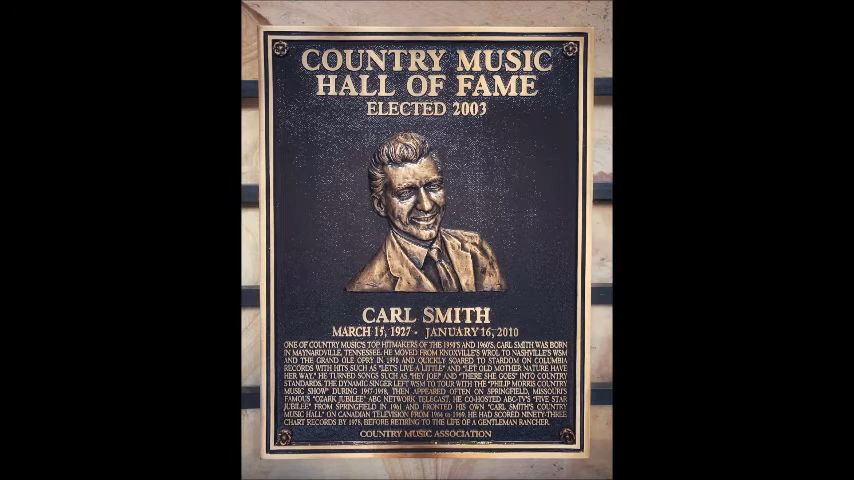 COUNTRY MUSIC
HALL OF FAME
ELECTED 2003
CARL SMITH
MARCH 15, 1927 - JANUARY 16, 2010
ONE OF COUNTRY MUSIC'S TOP HITMAKERS OF THE 1950'S AND 1960'S, CARL SMITH WAS BORN
IN MAYNARDVILLE, TENNESSEE. HE MOVED FROM KNOXVILLE'S WROL TO NASHVILLE'S WSM
AND THE GRAND OLE OPRY IN 1950 AND QUICKLY SOARED TO STARDOM ON COLUMBIA
RECORDS WITH HITS SUCH AS "LET'S LIVE A LITTLE" AND "LET OLD MOTHER NATURE HAVE
HER WAY." HE TURNED SONGS SUCH AS "HEY JOE" AND "THERE SHE GOES" INTO COUNTRY
STANDARDS. THE DYNAMIC SINGER LEFT WSM TO TOUR WITH THE "PHILIP MORRIS COUNTRY
MUSIC SHOW" DURING 1957-1958, THEN APPEARED OFTEN ON SPRINGFIELD, MISSOURI'S
FAMOUS "OZARK JUBILEE" ABC NETWORK TELECAST. HE CO-HOSTED ABC-TV'S "FIVE STAR
JUBILEE" FROM SPRINGFIELD IN 1961 AND FRONTED HIS OWN "CARL SMITH'S COUNTRY
MUSIC HALL" ON CANADIAN TELEVISION FROM 1964 to 1969. HE HAD SCORED NINETY-THREE
CHART RECORDS BY 1978, BEFORE RETIRING TO THE LIFE OF A GENTLEMAN RANCHER.
COUNTRY MUSIC ASSOCIATION